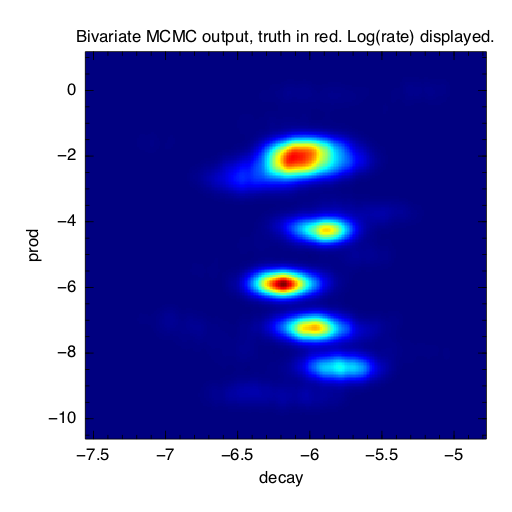 Bivariate MCMC output, truth in red. Log(rate) displayed.
0
−2
−4
−6
−8
−10
prod
−7.5 −7 −6.5 −6 −5.5 −5
decay